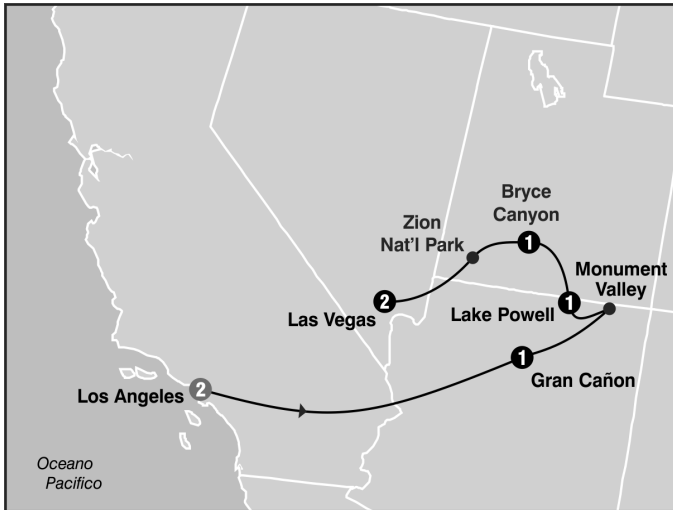 Bryce
Canyon
1
Zion
Nat'l Park
Monument
Valley
2
Las Vegas
Lake Powell
1
1
Gran Cañon
Los Angeles
2
Oceano
Pacifico